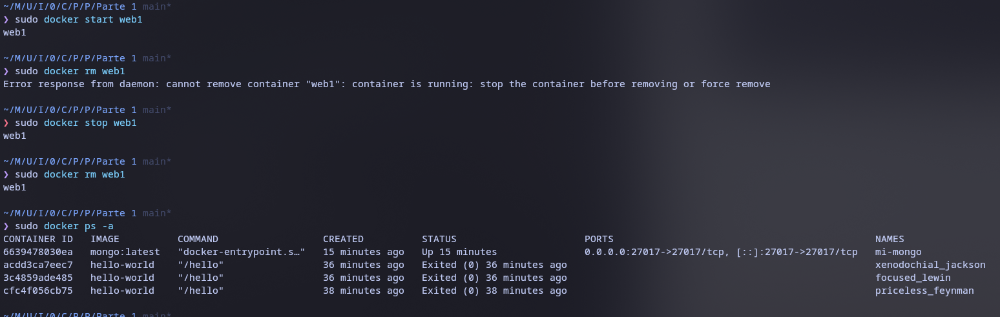 ~/M/U/I/0/C/P/P/Parte 1 main*
❯ sudo docker start web1
web1
~/M/U/I/0/C/P/P/Parte 1 main*
❯ sudo docker rm web1
Error response from daemon: cannot remove container "web1": container is running: stop the container before removing or force remove
~/M/U/I/0/C/P/P/Parte 1 main*
❯ sudo docker stop web1
web1
~/M/U/I/0/C/P/P/Parte 1 main*
❯ sudo docker rm web1
web1
~/M/U/I/0/C/P/P/Parte 1 main*
❯ sudo docker ps -a
CONTAINER ID   IMAGE          COMMAND                  CREATED          STATUS                      PORTS                                             NAMES
6639478030ea   mongo:latest   "docker-entrypoint.s…"   15 minutes ago   Up 15 minutes               0.0.0.0:27017->27017/tcp, [::]:27017->27017/tcp   mi-mongo
acdd3ca7eec7   hello-world    "/hello"                 36 minutes ago   Exited (0) 36 minutes ago                                                     xenodochial_jackson
3c4859ade485   hello-world    "/hello"                 36 minutes ago   Exited (0) 36 minutes ago                                                     focused_lewin
cfc4f056cb75   hello-world    "/hello"                 38 minutes ago   Exited (0) 38 minutes ago                                                     priceless_feynman
~/M/U/I/0/C/P/P/Parte 1 main*